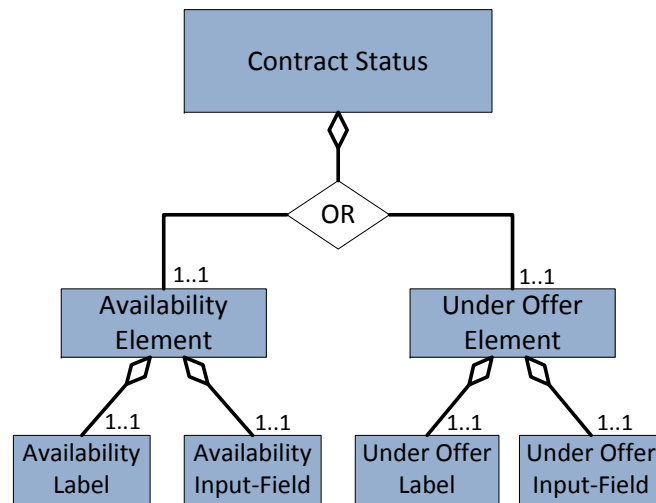 Contract Status
OR
1..1
1..1
Availability
Element
Under Offer
Element
1..1
1..1
1..1
1..1
Availability
Label
Availability
Input-Field
Under Offer
Label
Under Offer
Input-Field